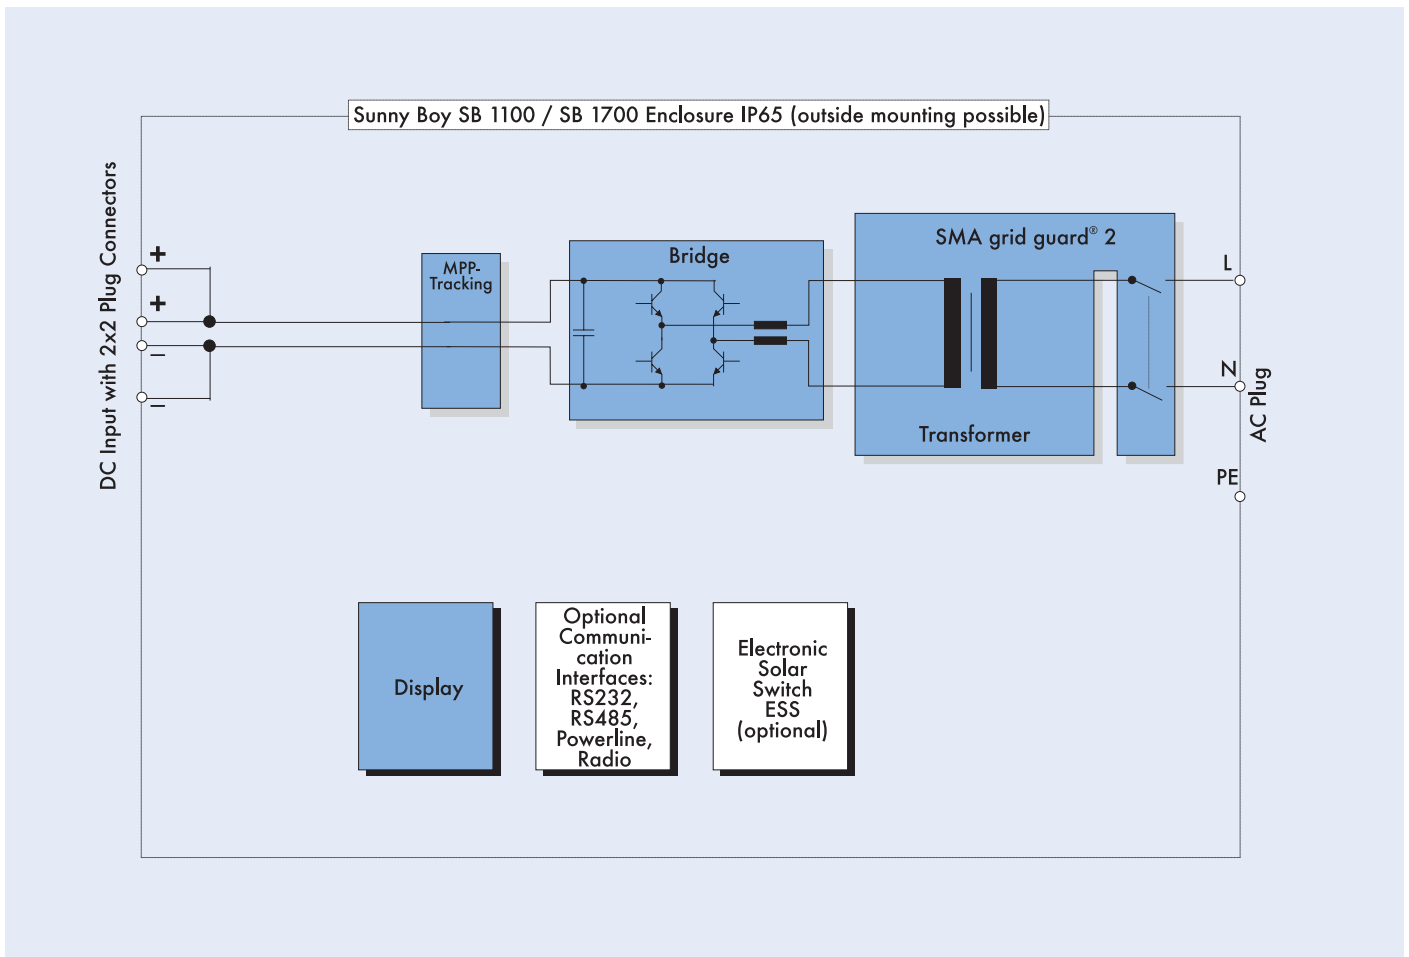 Sunny Boy SB 1100 / SB 1700 Enclosure IP65 (outside mounting possible)
DC Input with 2x2 Plug Connectors
+
+
–
–
MPP-
Tracking
Bridge
SMA grid guard® 2
Transformer
L
N
AC Plug
PE
Display
Optional
Communi-
cation
Interfaces:
RS232,
RS485,
Powerline,
Radio
Electronic
Solar
Switch
ESS
(optional)